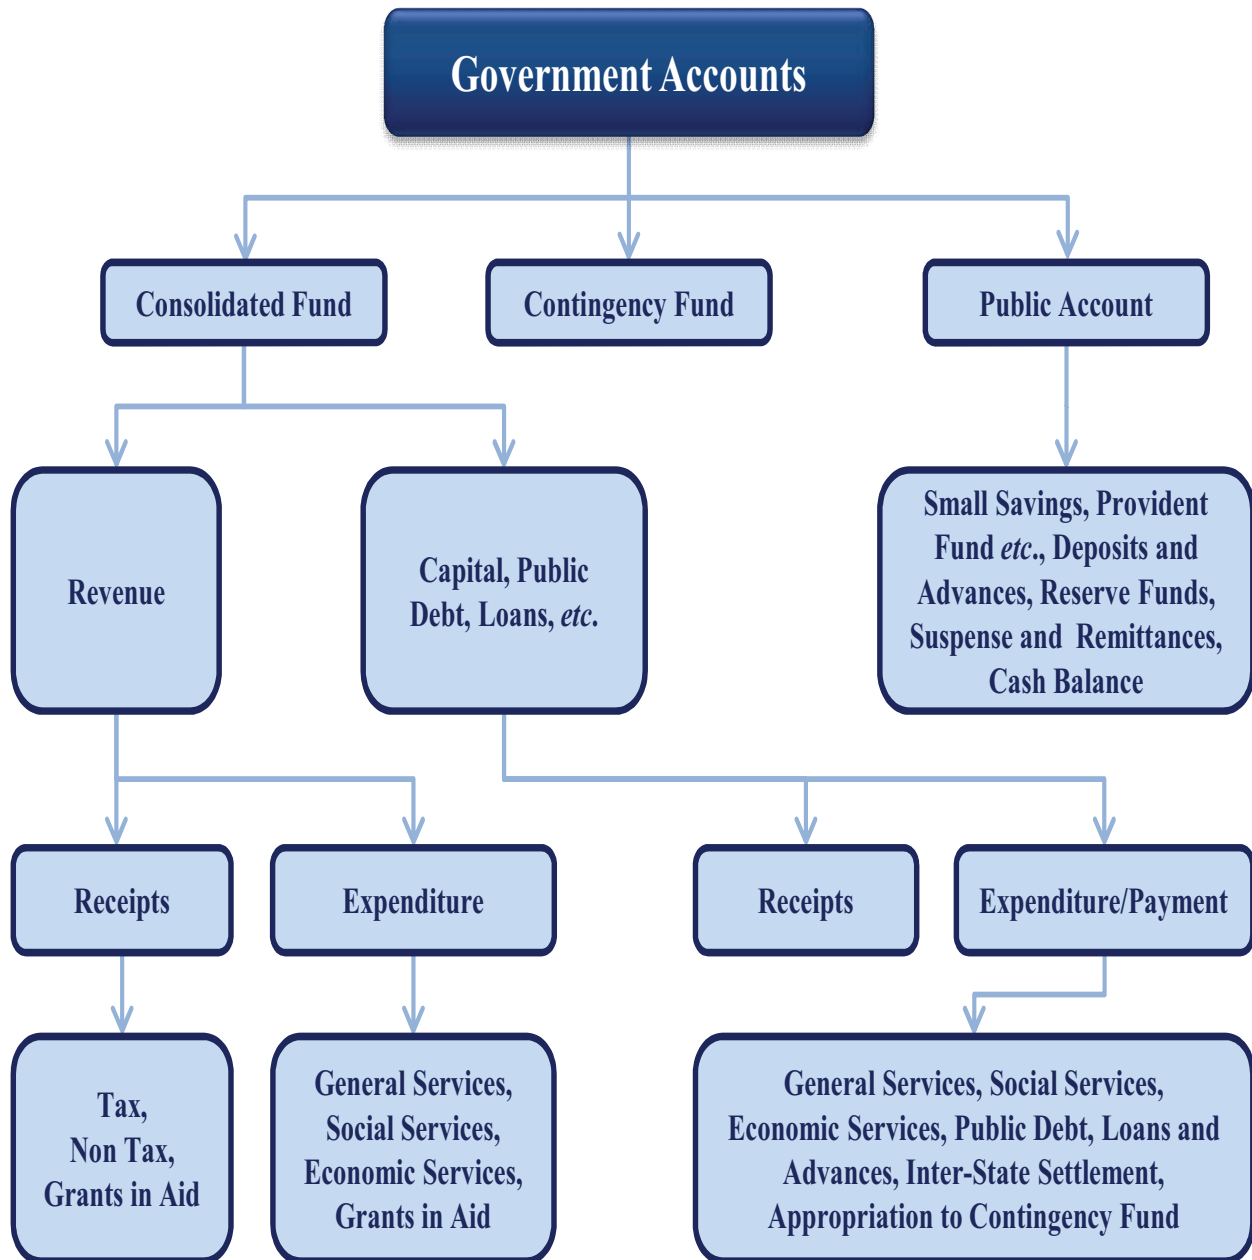 Government Accounts
Consolidated Fund
Contingency Fund
Public Account
Revenue
Capital, Public
Debt, Loans, etc.
Small Savings, Provident
Fund etc., Deposits and
Advances, Reserve Funds,
Suspense and Remittances,
Cash Balance
Receipts
Expenditure
Receipts
Expenditure/Payment
Tax,
Non Tax,
Grants in Aid
General Services,
Social Services,
Economic Services,
Grants in Aid
General Services, Social Services,
Economic Services, Public Debt, Loans and
Advances, Inter-State Settlement,
Appropriation to Contingency Fund